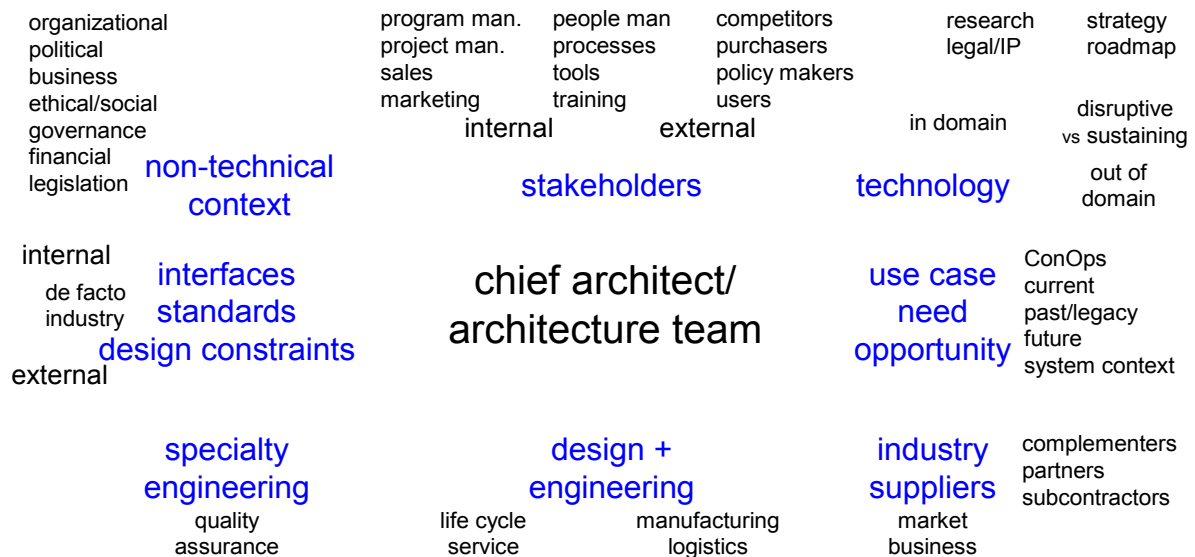 organizational
political
business
ethical/social
governance
financial
legislation
non-technical
context
program man.
project man.
sales
marketing
people man
processes
tools
training
competitors
purchasers
policy makers
users
internal
external
stakeholders
research
legal/IP
strategy
roadmap
in domain
disruptive
vs sustaining
technology
out of
domain
internal
de facto
industry
external
interfaces
standards
design constraints
chief architect/
architecture team
use case
need
opportunity
ConOps
current
past/legacy
future
system context
specialty
engineering
quality
assurance
design +
engineering
life cycle
service
manufacturing
logistics
industry
suppliers
market
business
complementers
partners
subcontractors